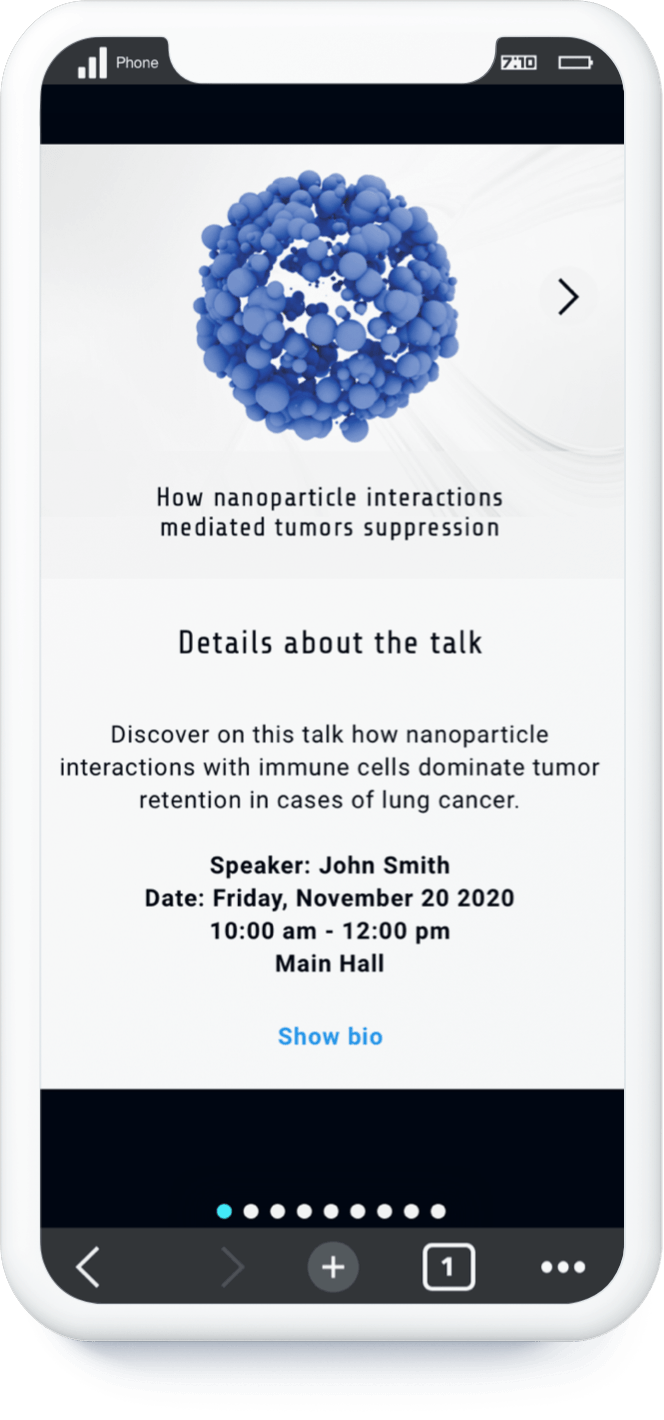 Phone
7:10
How nanoparticle interactions
mediated tumors suppression
Details about the talk
Discover on this talk how nanoparticle
interactions with immune cells dominate tumor
retention in cases of lung cancer.
Speaker: John Smith
Date: Friday, November 20 2020
10:00 am - 12:00 pm
Main Hall
Show bio
1